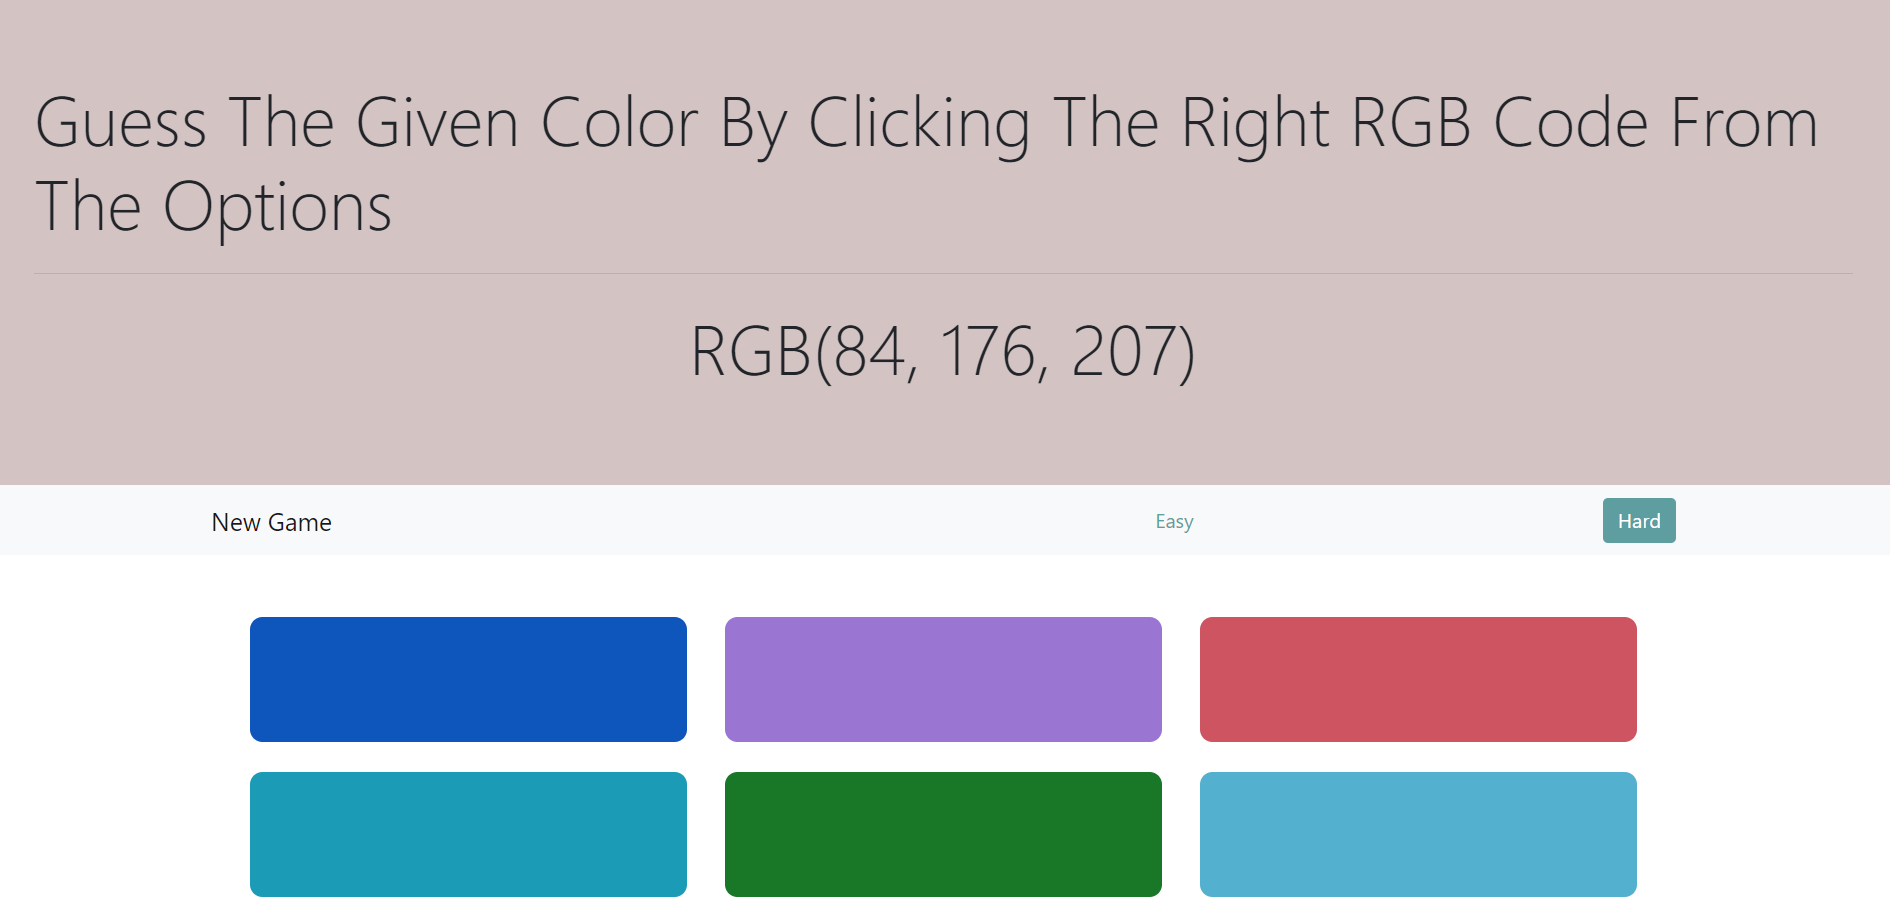 Guess The Given Color By Clicking The Right RGB Code From
The Options
RGB(84, 176, 207)
New Game
Easy
Hard